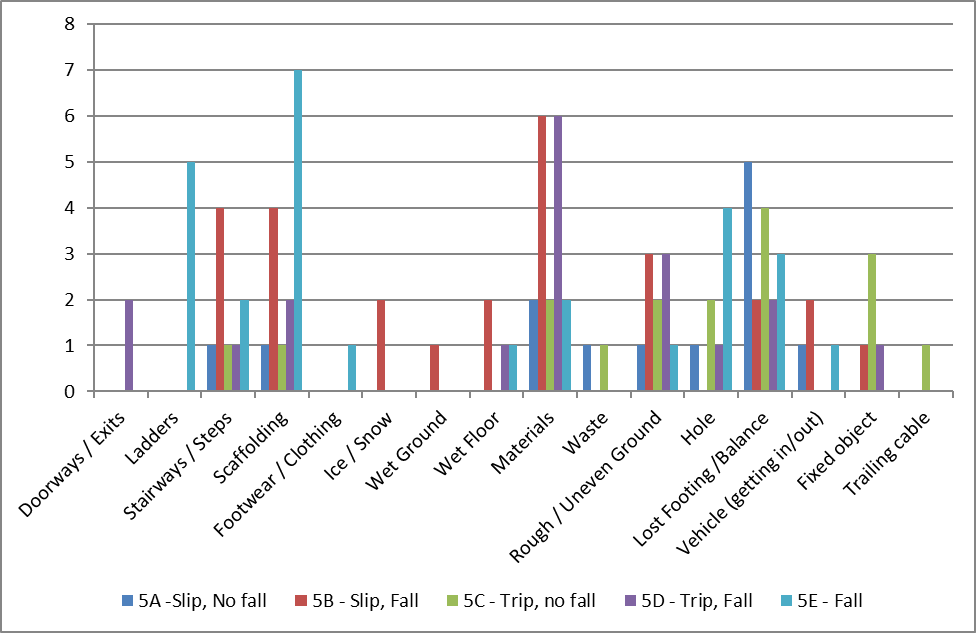 8
7
6
5
4
3
2
1
0
Doorways / Exits
Ladders
Stairways / Steps
Scaffolding
Footwear / Clothing
Ice / Snow
Wet Ground
Wet Floor
Materials
Waste
Rough / Uneven Ground
Hole
Lost Footing /Balance
Vehicle (getting in/out)
Fixed object
Trailing cable
5A -Slip, No fall
5B - Slip, Fall
5C - Trip, no fall
5D - Trip, Fall
5E - Fall